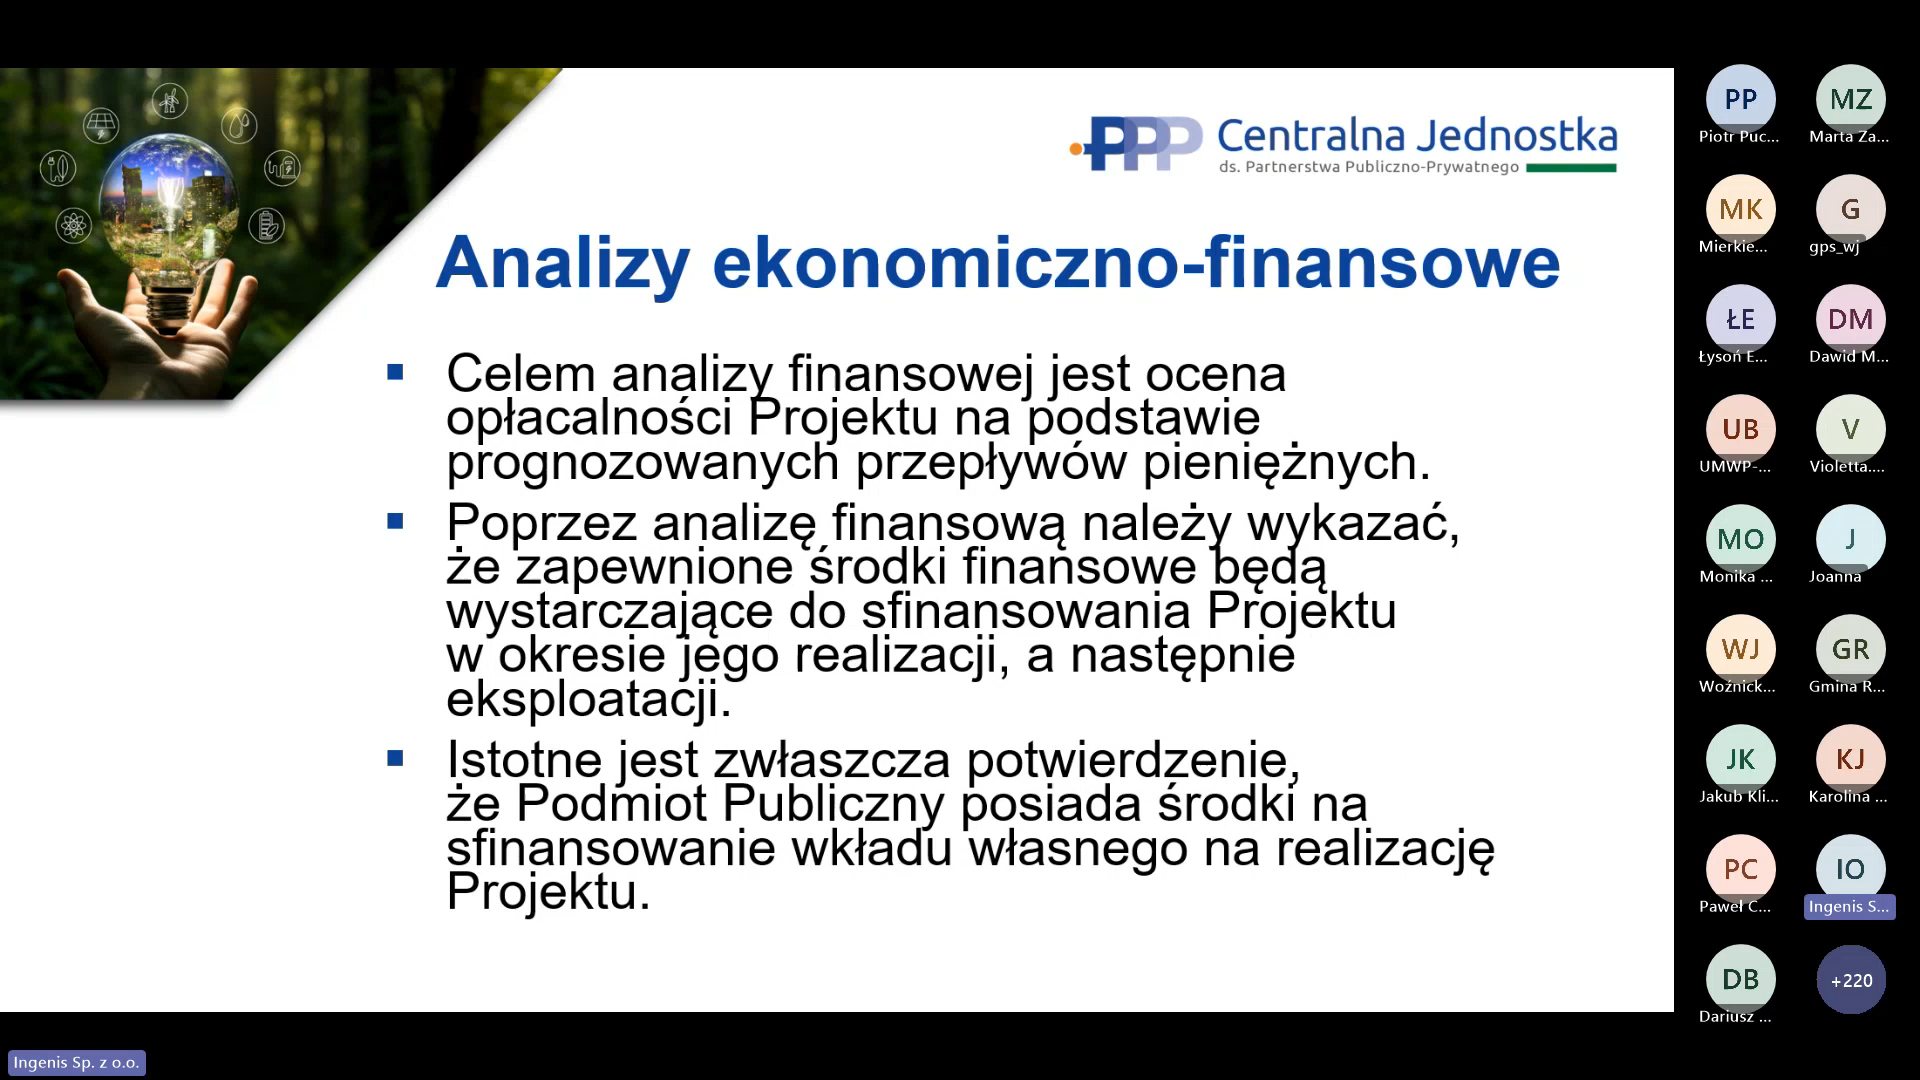 PPP Centralna Jednostka
ds. Partnerstwa Publiczno-Prywatnego
Analizy ekonomiczno-finansowe
Celem analizy finansowej jest ocena
opłacalności Projektu na podstawie
prognozowanych przepływów pieniężnych.
Poprzez analizę finansową należy wykazać,
że zapewnione środki finansowe będą
wystarczające do sfinansowania Projektu
w okresie jego realizacji, a następnie
eksploatacji.
Istotne jest zwłaszcza potwierdzenie,
że Podmiot Publiczny posiada środki na
sfinansowanie wkładu własnego na realizację
Projektu.
PP
Piotr Puc...
MZ
Marta Za...
MK
Mierkie...
G
gps_wj
ŁE
Łysoń E...
DM
Dawid M...
UB
UMWP-...
V
Violetta....
MO
Monika ...
J
Joanna
WJ
Woźnick...
GR
Gmina R...
JK
Jakub Kli...
KJ
Karolina ...
PC
Paweł C...
IO
Ingenis S...
DB
Dariusz ...
+220
Ingenis Sp. z o.o.